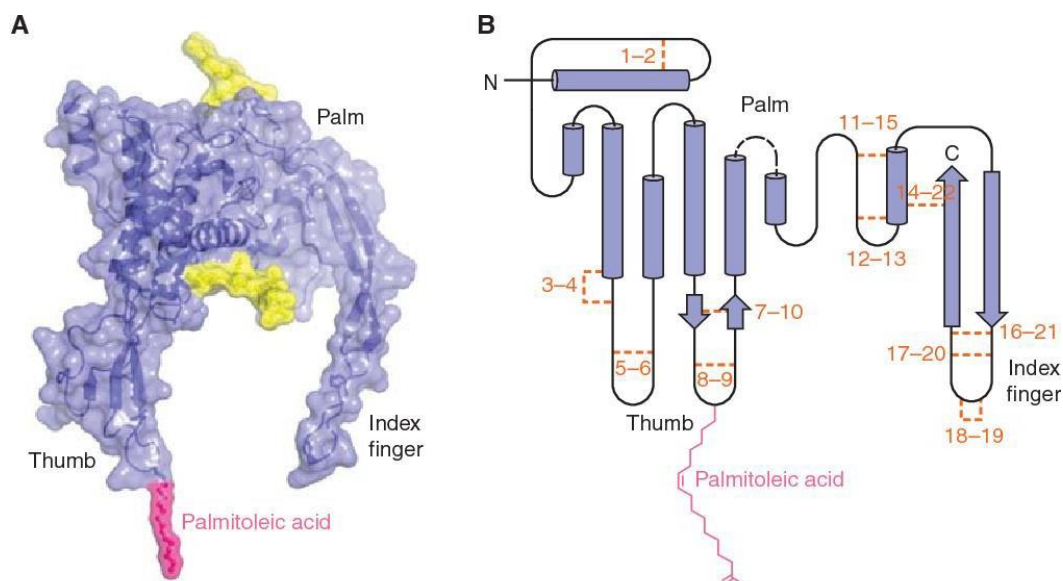 A
Palm
Thumb
Index
finger
Palmitoleic acid
B
N
1–2
Palm
11–15
C
14–22
3–4
12–13
7–10
5–6
8–9
16–21
17–20
Index
finger
18–19
Thumb
Palmitoleic acid